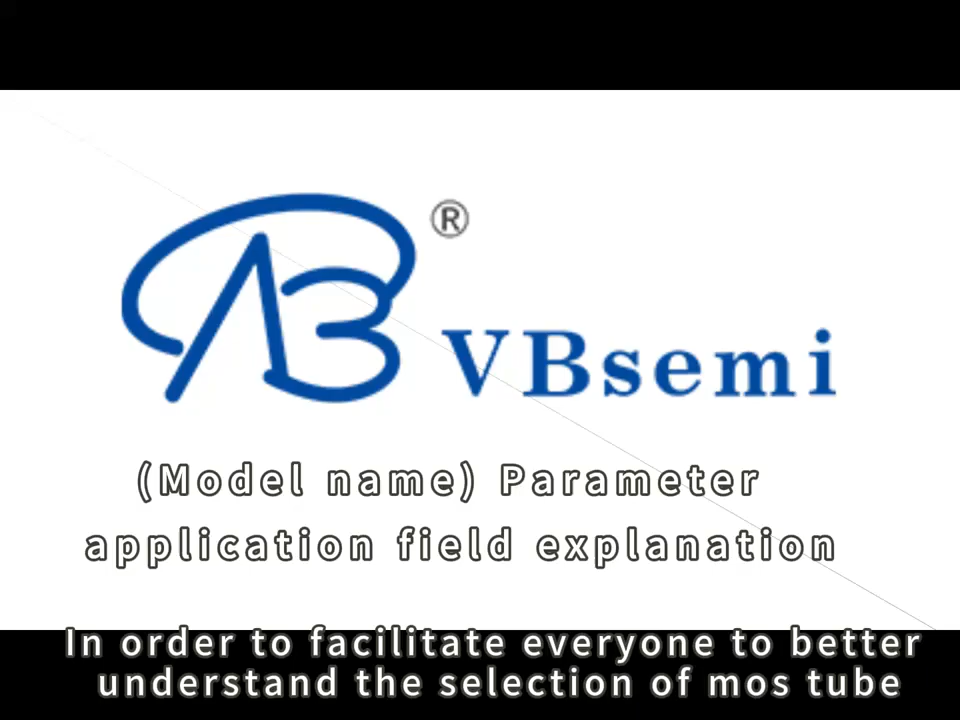 ®
VBsemi
(Model name) Parameter
application field explanation
In order to facilitate everyone to better
understand the selection of mos tube